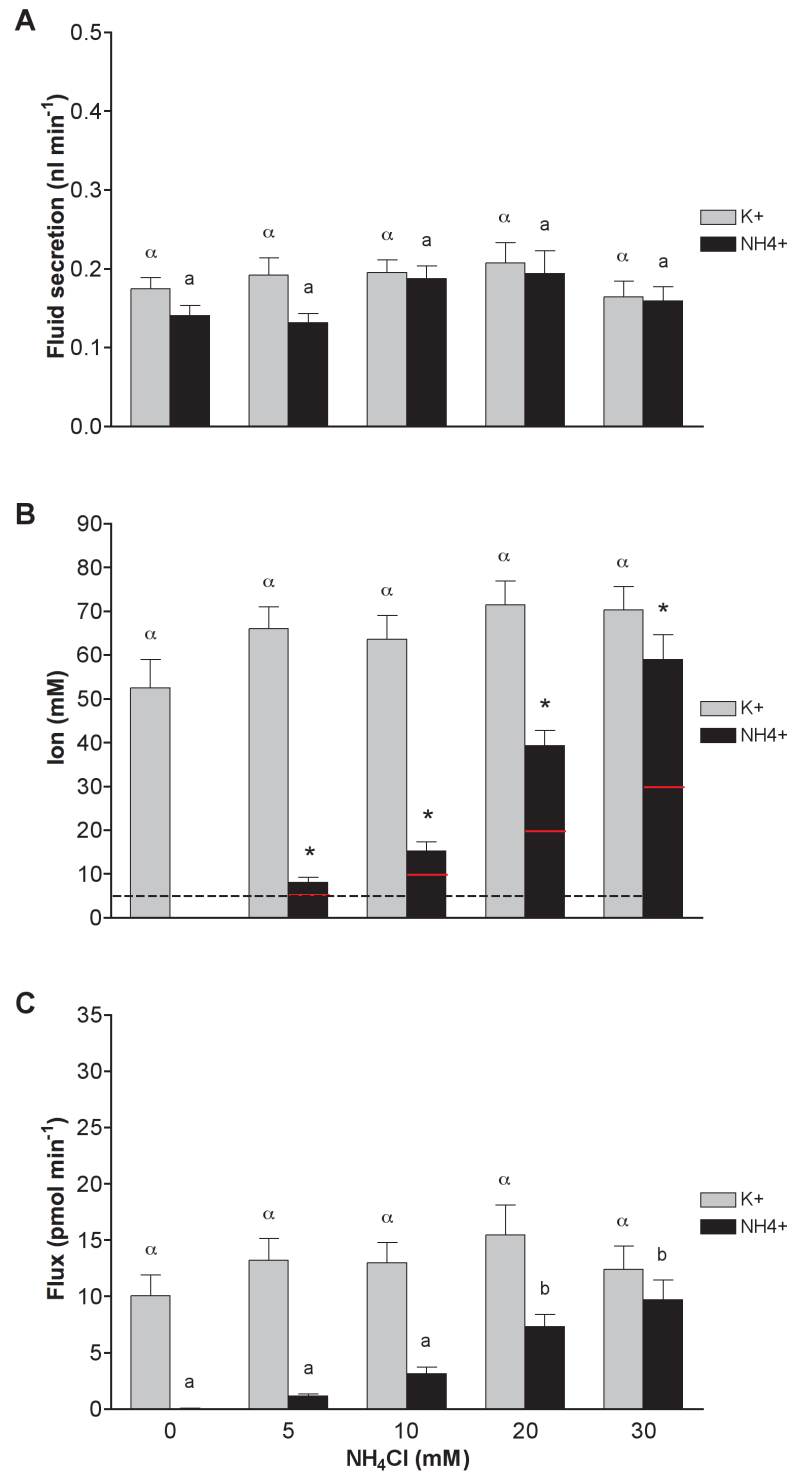 A
0.5
0.4
0.3
0.2
0.1
0.0
Fluid secretion (nl min⁻¹)
α a α a α a α a α a
K+
NH4+
B
90
80
70
60
50
40
30
20
10
0
Ion (mM)
α α * α * α * α *
K+
NH4+
C
35
30
25
20
15
10
5
0
Flux (pmol min⁻¹)
α a α a α a α b α b
K+
NH4+
0 5 10 20 30
NH₄Cl (mM)